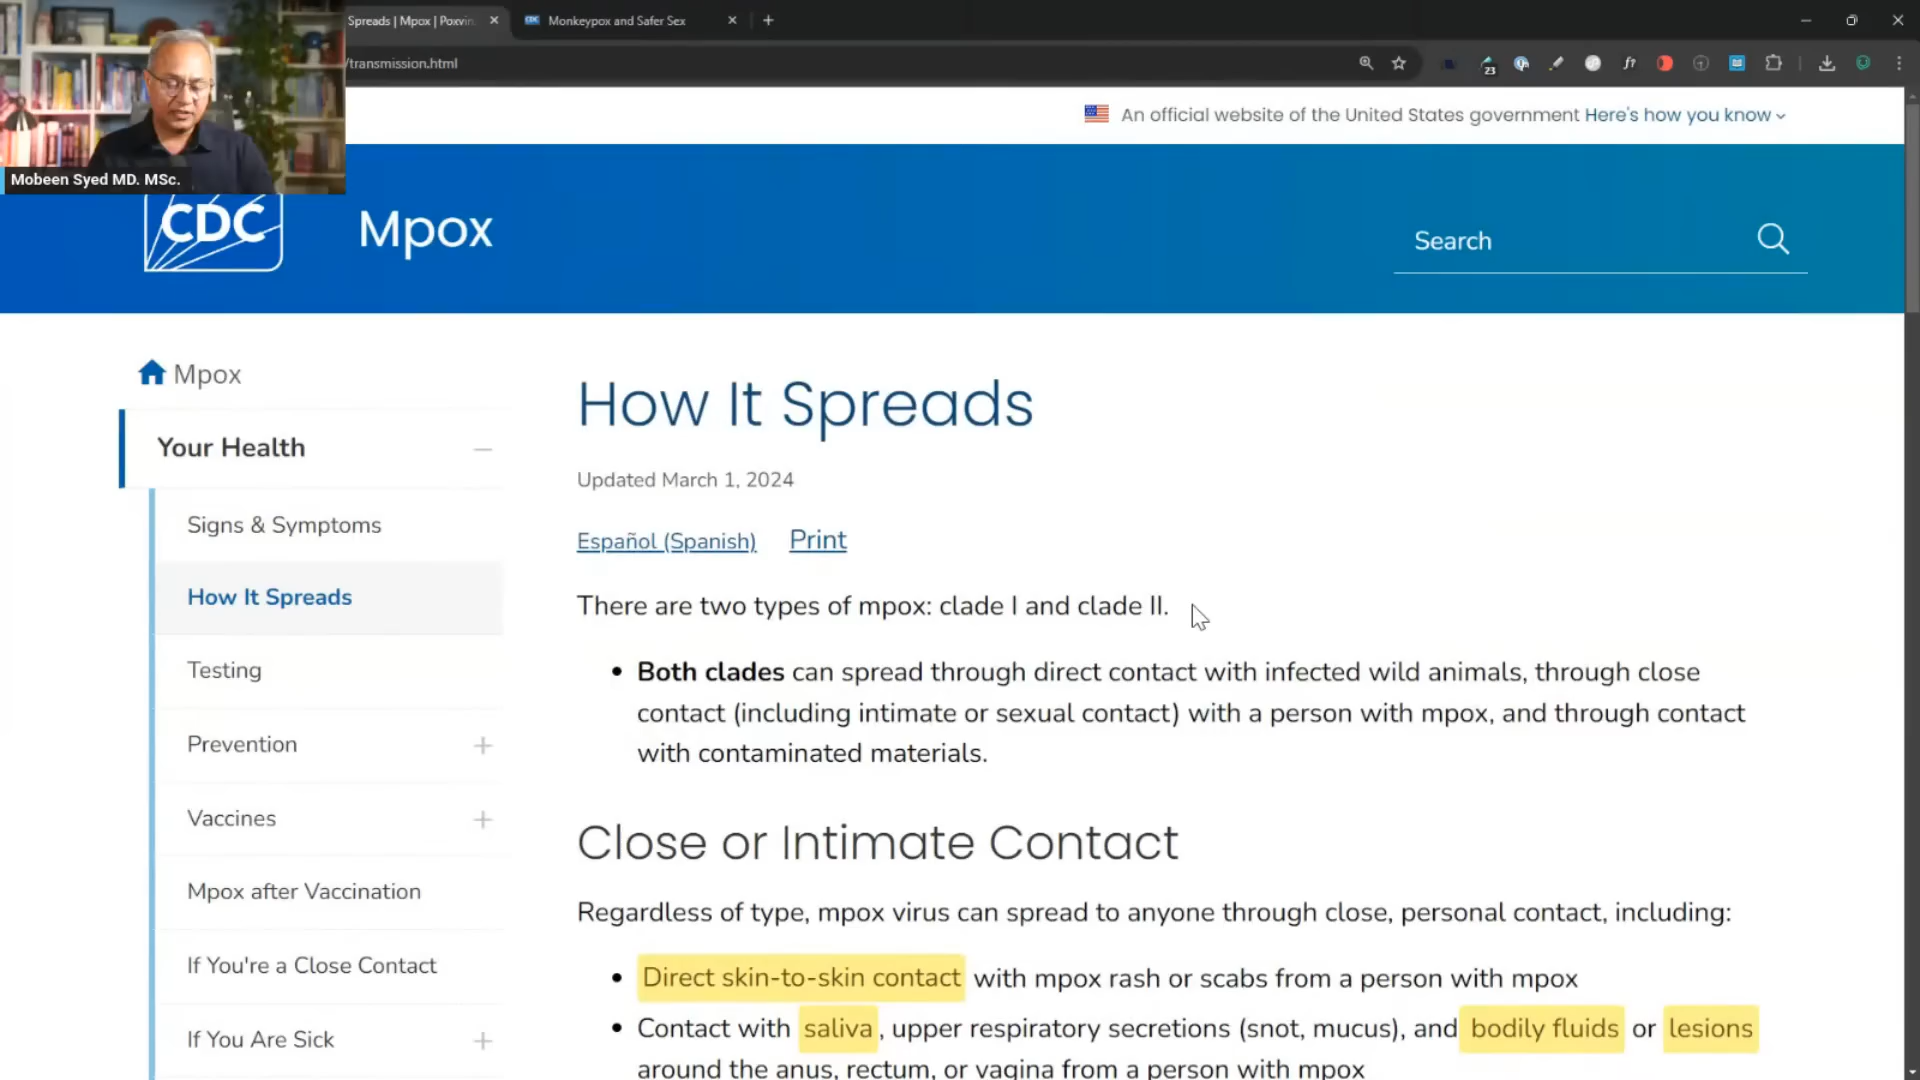 Spreads | Mpox | Poxvir
Monkeypox and Safer Sex
/transmission.html
23
Mobeen Syed MD. MSc.
An official website of the United States government Here's how you know
CDC
Mpox
Search
Mpox
Your Health
Signs & Symptoms
How It Spreads
Testing
Prevention
Vaccines
Mpox after Vaccination
If You're a Close Contact
If You Are Sick
How It Spreads
Updated March 1, 2024
Español (Spanish) Print
There are two types of mpox: clade I and clade II.
• Both clades can spread through direct contact with infected wild animals, through close
contact (including intimate or sexual contact) with a person with mpox, and through contact
with contaminated materials.
Close or Intimate Contact
Regardless of type, mpox virus can spread to anyone through close, personal contact, including:
• Direct skin-to-skin contact with mpox rash or scabs from a person with mpox
• Contact with saliva, upper respiratory secretions (snot, mucus), and bodily fluids or lesions
around the anus, rectum, or vagina from a person with mpox